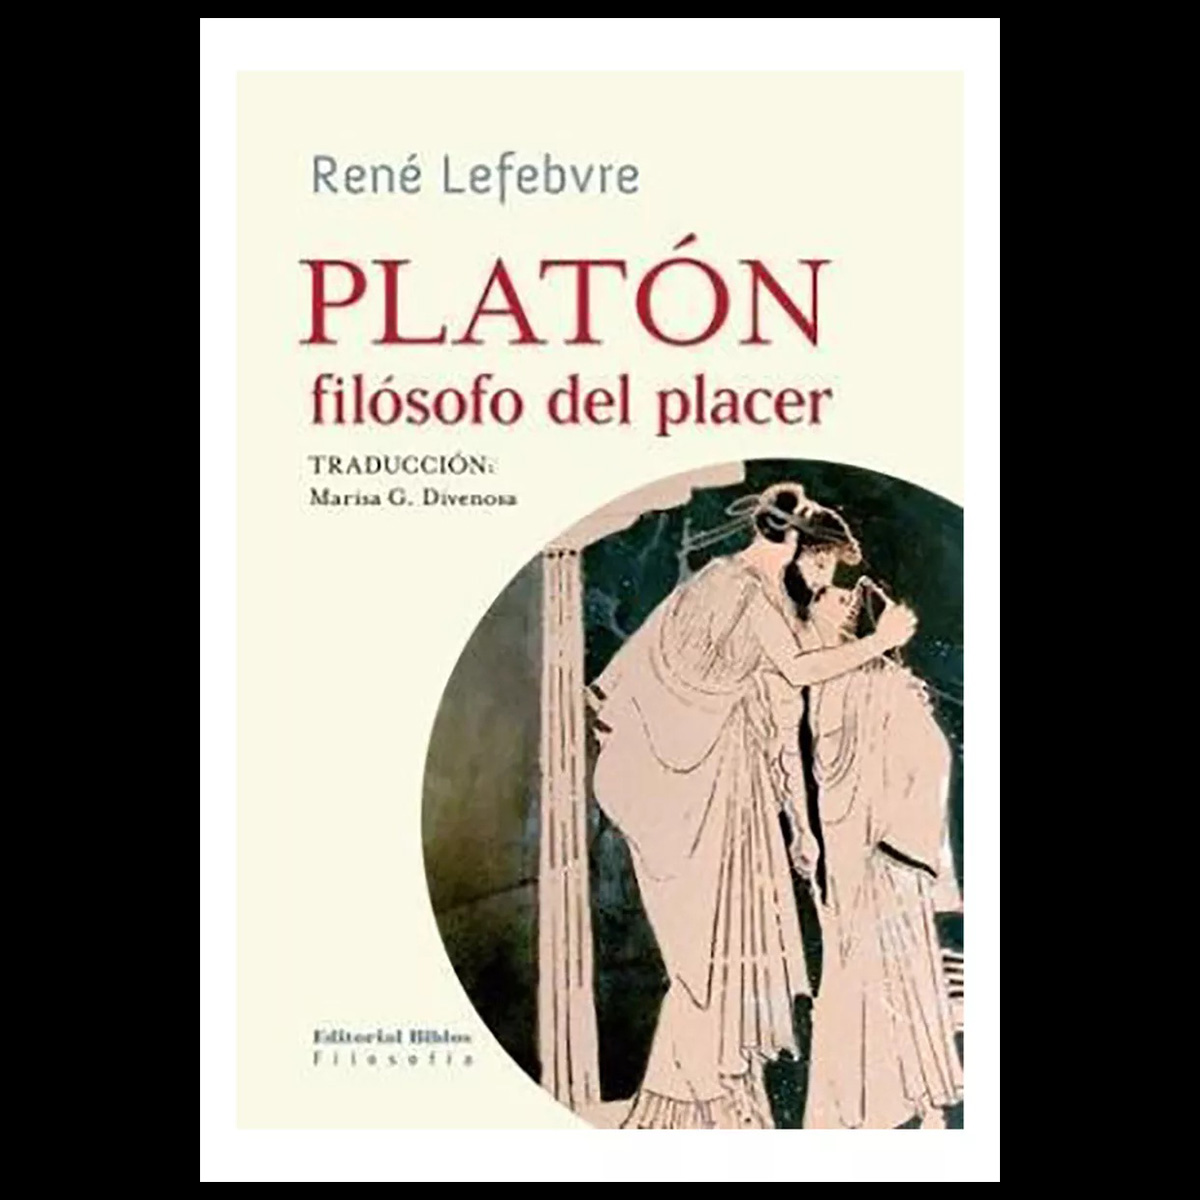 René Lefebvre
PLATÓN
filósofo del placer
TRADUCCIÓN:
Marisa G. Divenosa
Editorial Biblos
Filosofía